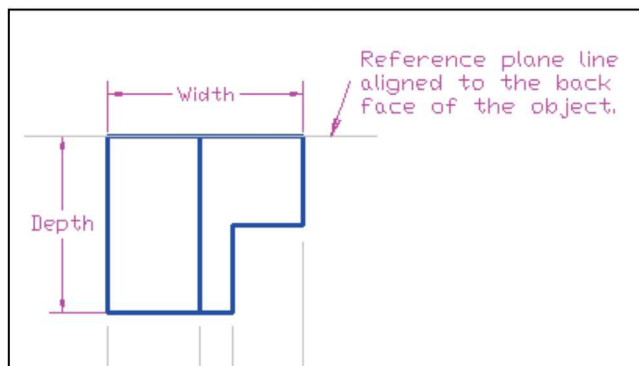 Reference plane line
aligned to the back
face of the object.
Width
Depth